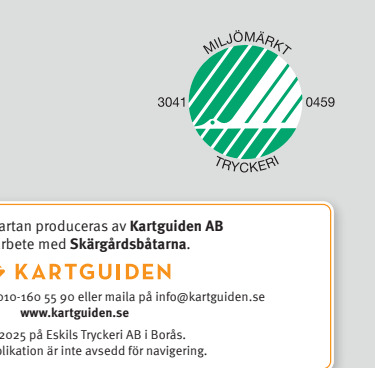 MILJÖMÄRKT
3041 0459
TRYCKERI
artan produceras av Kartguiden AB
arbete med Skärgårdsbåtarna.
KARTGUIDEN
010-160 55 90 eller maila på info@kartguiden.se
www.kartguiden.se
2025 på Eskils Tryckeri AB i Borås.
likation är inte avsedd för navigering.